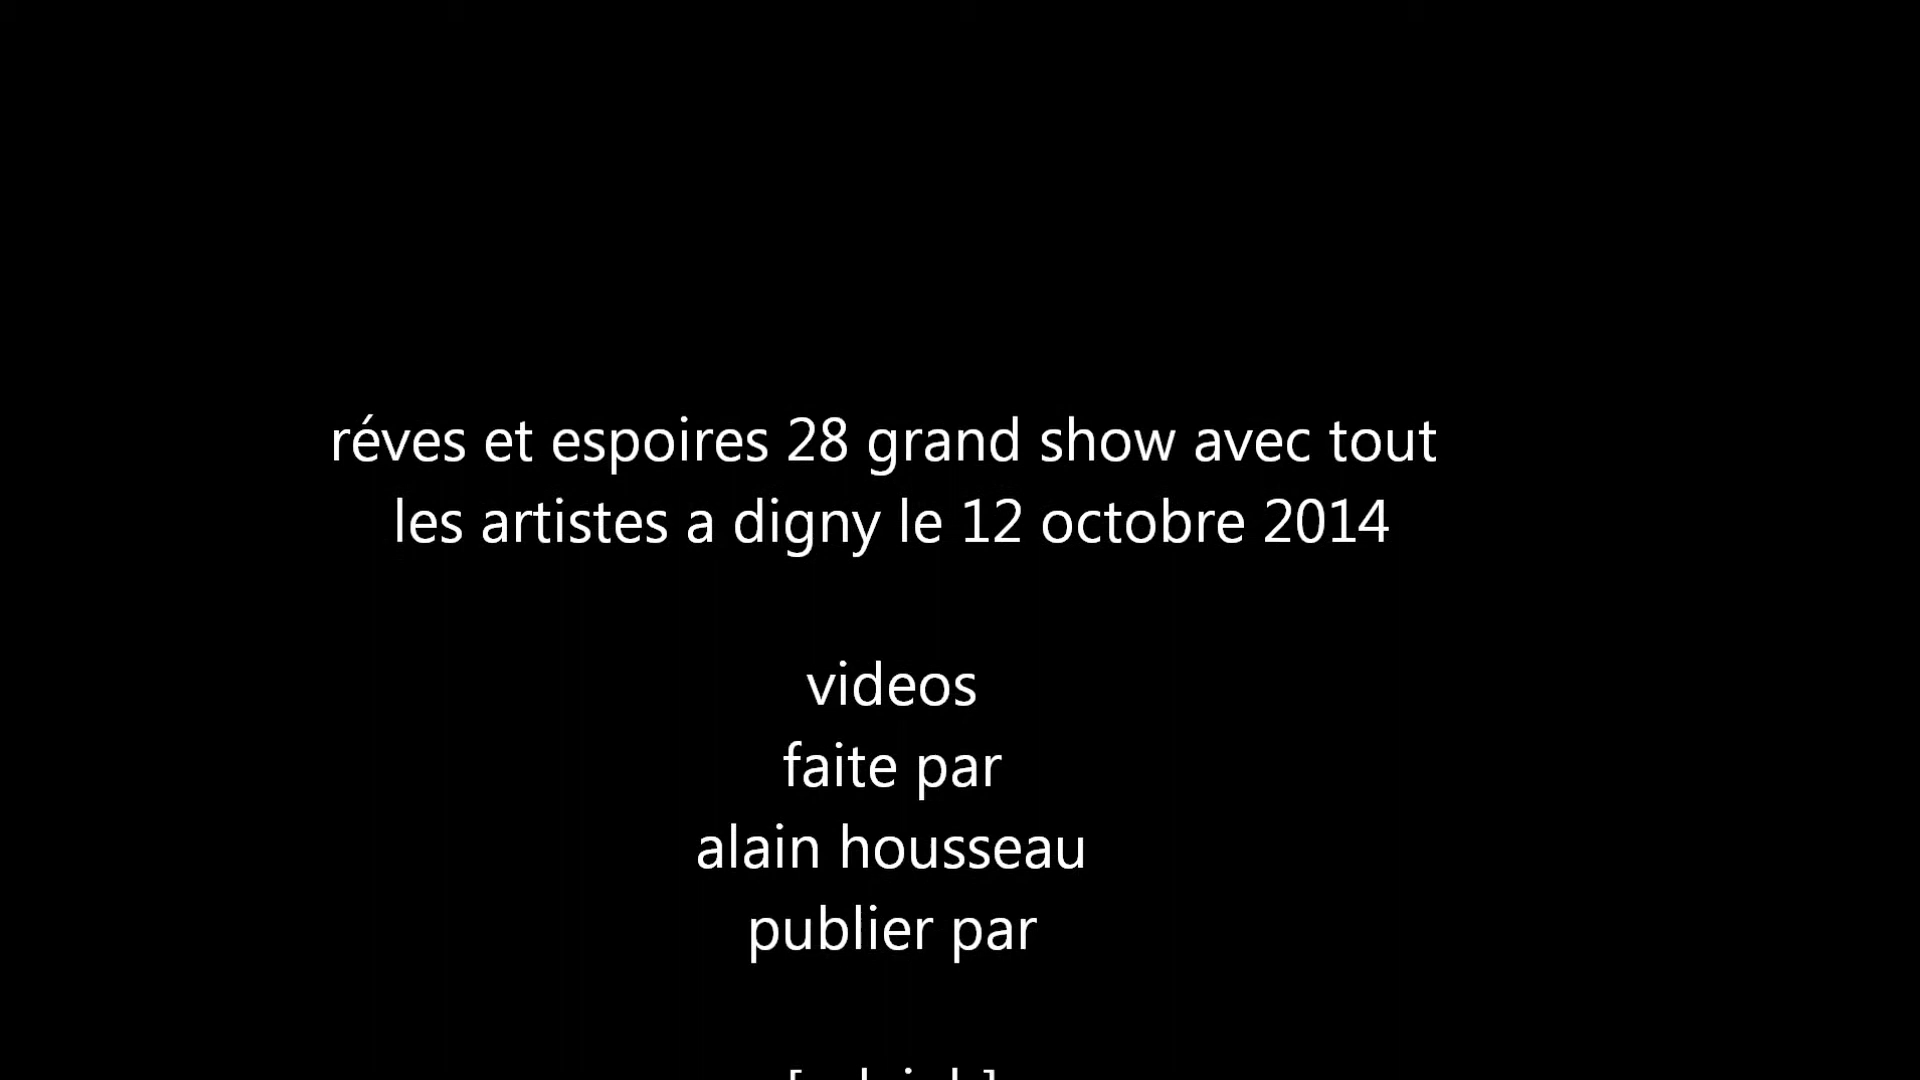 réves et espoires 28 grand show avec tout
les artistes a digny le 12 octobre 2014
videos
faite par
alain housseau
publier par